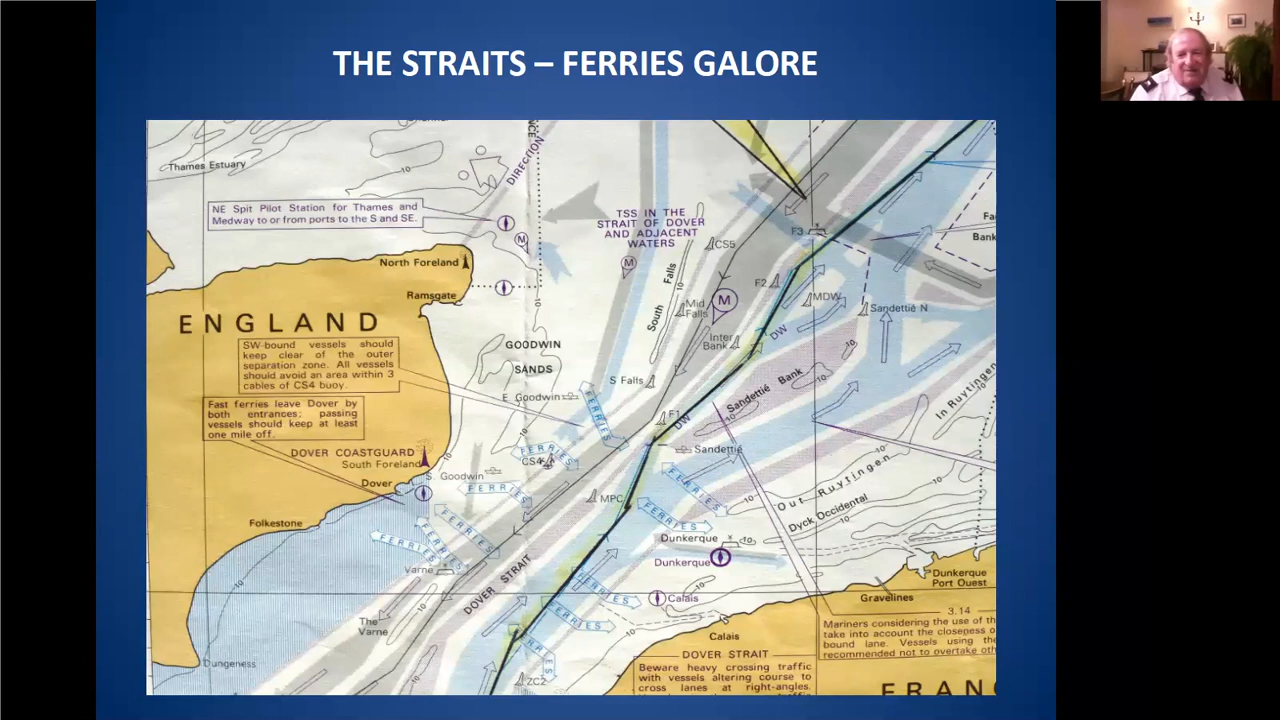 THE STRAITS – FERRIES GALORE
Thames Estuary
DIRECTION
NE Spit Pilot Station for Thames and
Medway to or from ports to the S and SE.
TSS IN THE
STRAIT OF DOVER
AND ADJACENT
WATERS
M
M
M
CS5
F3
F2
MDW
Sandettié N
North Foreland
Ramsgate
South Falls
Mid
Falls
Inter
Bank
DW
ENGLAND
SW-bound vessels should
keep clear of the outer
separation zone. All vessels
should avoid an area within 3
cables of CS4 buoy.
GOODWIN
SANDS
S Falls
E. Goodwin
F1
DW
Sandettié Bank
In Ruytingen
Fast ferries leave Dover by
both entrances; passing
vessels should keep at least
one mile off.
FERRIES
FERRIES
CS4
Sandettié
DOVER COASTGUARD
South Foreland
S. Goodwin
Dover
FERRIES
FERRIES
MPC
Out Ruytingen
Dyck Occidental
Folkestone
FERRIES
FERRIES
FERRIES
FERRIES
Dunkerque
Dunkerque
Varne
DOVER STRAIT
FERRIES
Calais
Dunkerque
Port Ouest
Gravelines
The
Varne
FERRIES
Calais
3.14
Mariners considering the use of th
take into account the closeness o
bound lane. Vessels using the
recommended not to overtake oth
Dungeness
FERRIES
ZC2
DOVER STRAIT
Beware heavy crossing traffic
with vessels altering course to
cross lanes at right-angles.
FRANC